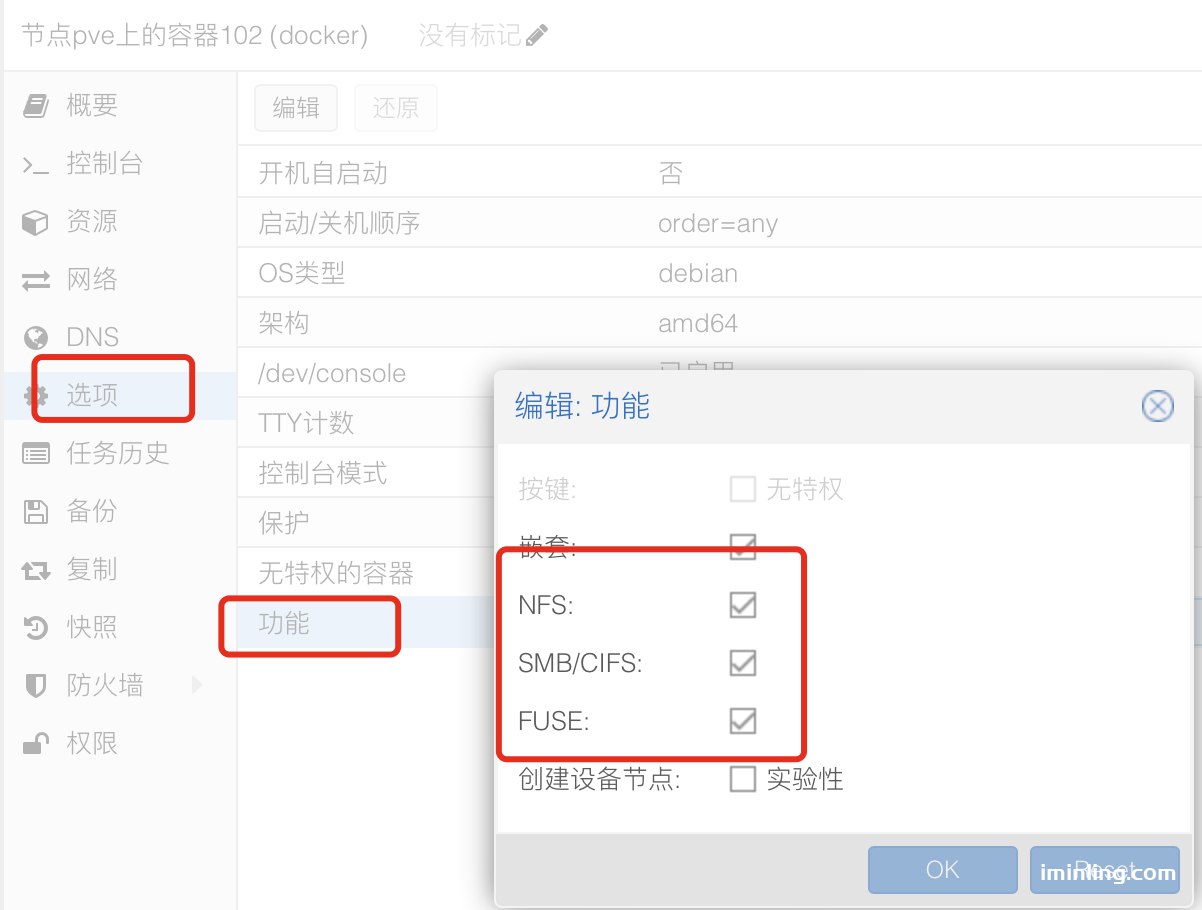 节点pve上的容器102 (docker) 没有标记
概要
控制台
资源
网络
DNS
选项
任务历史
备份
复制
快照
防火墙
权限
编辑 还原
开机自启动 否
启动/关机顺序 order=any
OS类型 debian
架构 amd64
/dev/console 已启用
TTY计数
控制台模式
保护
无特权的容器
功能
编辑: 功能
按键: 无特权
嵌套:
NFS:
SMB/CIFS:
FUSE:
创建设备节点: 实验性
OK Reset
iminling.com